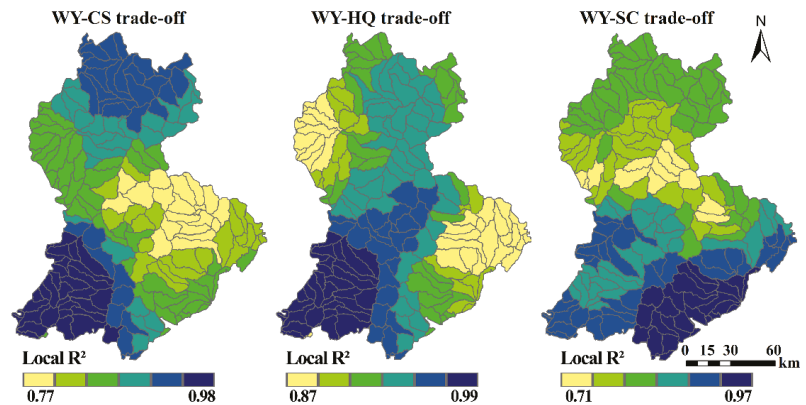 WY-CS trade-off
WY-HQ trade-off
WY-SC trade-off
N
Local R²
0.77 0.98
Local R²
0.87 0.99
Local R²
0.71 0.97
0 15 30 60
km